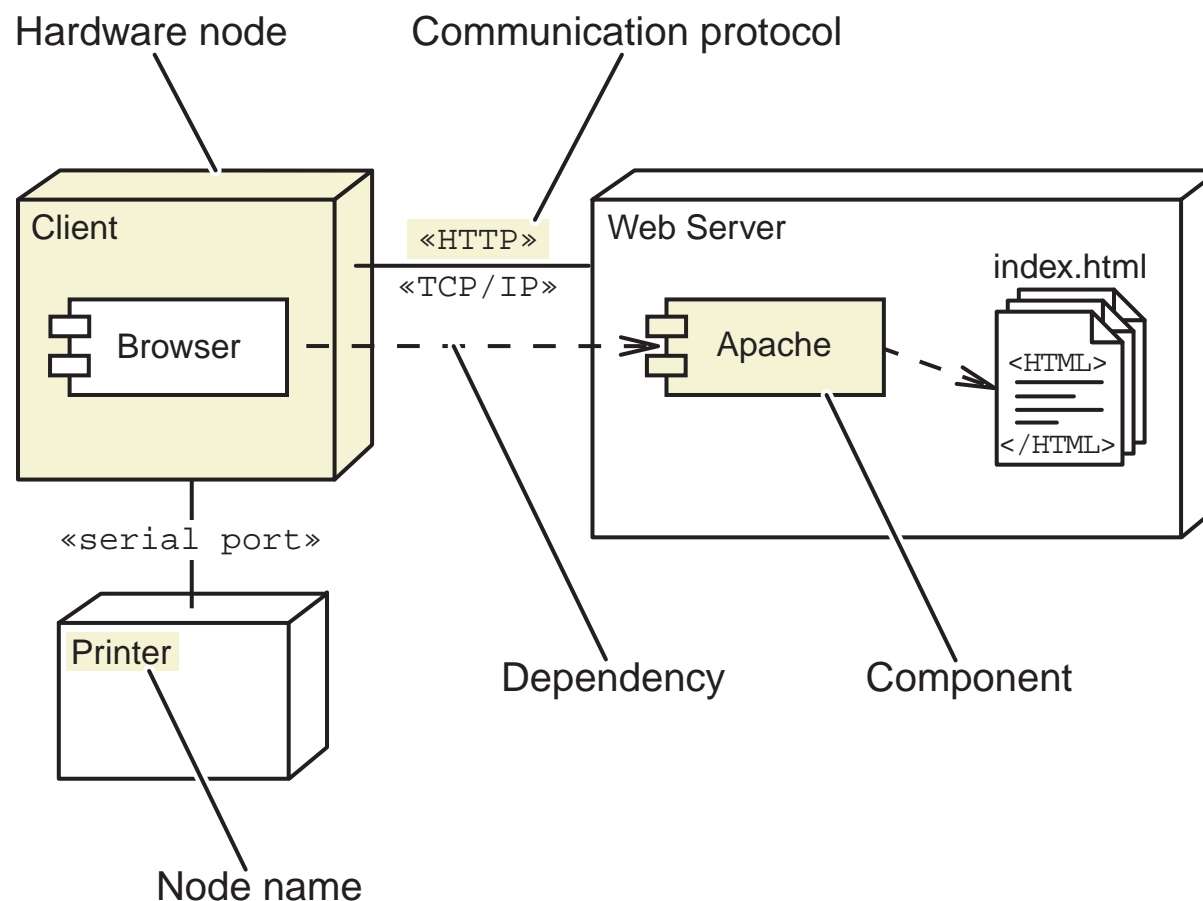 Hardware node
Communication protocol
Client
«HTTP»
Web Server
«TCP/IP»
index.html
Browser
Apache
<HTML>
</HTML>
«serial port»
Printer
Dependency
Component
Node name